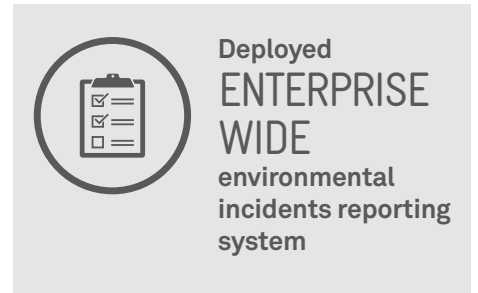 Deployed
ENTERPRISE
WIDE
environmental
incidents reporting
system